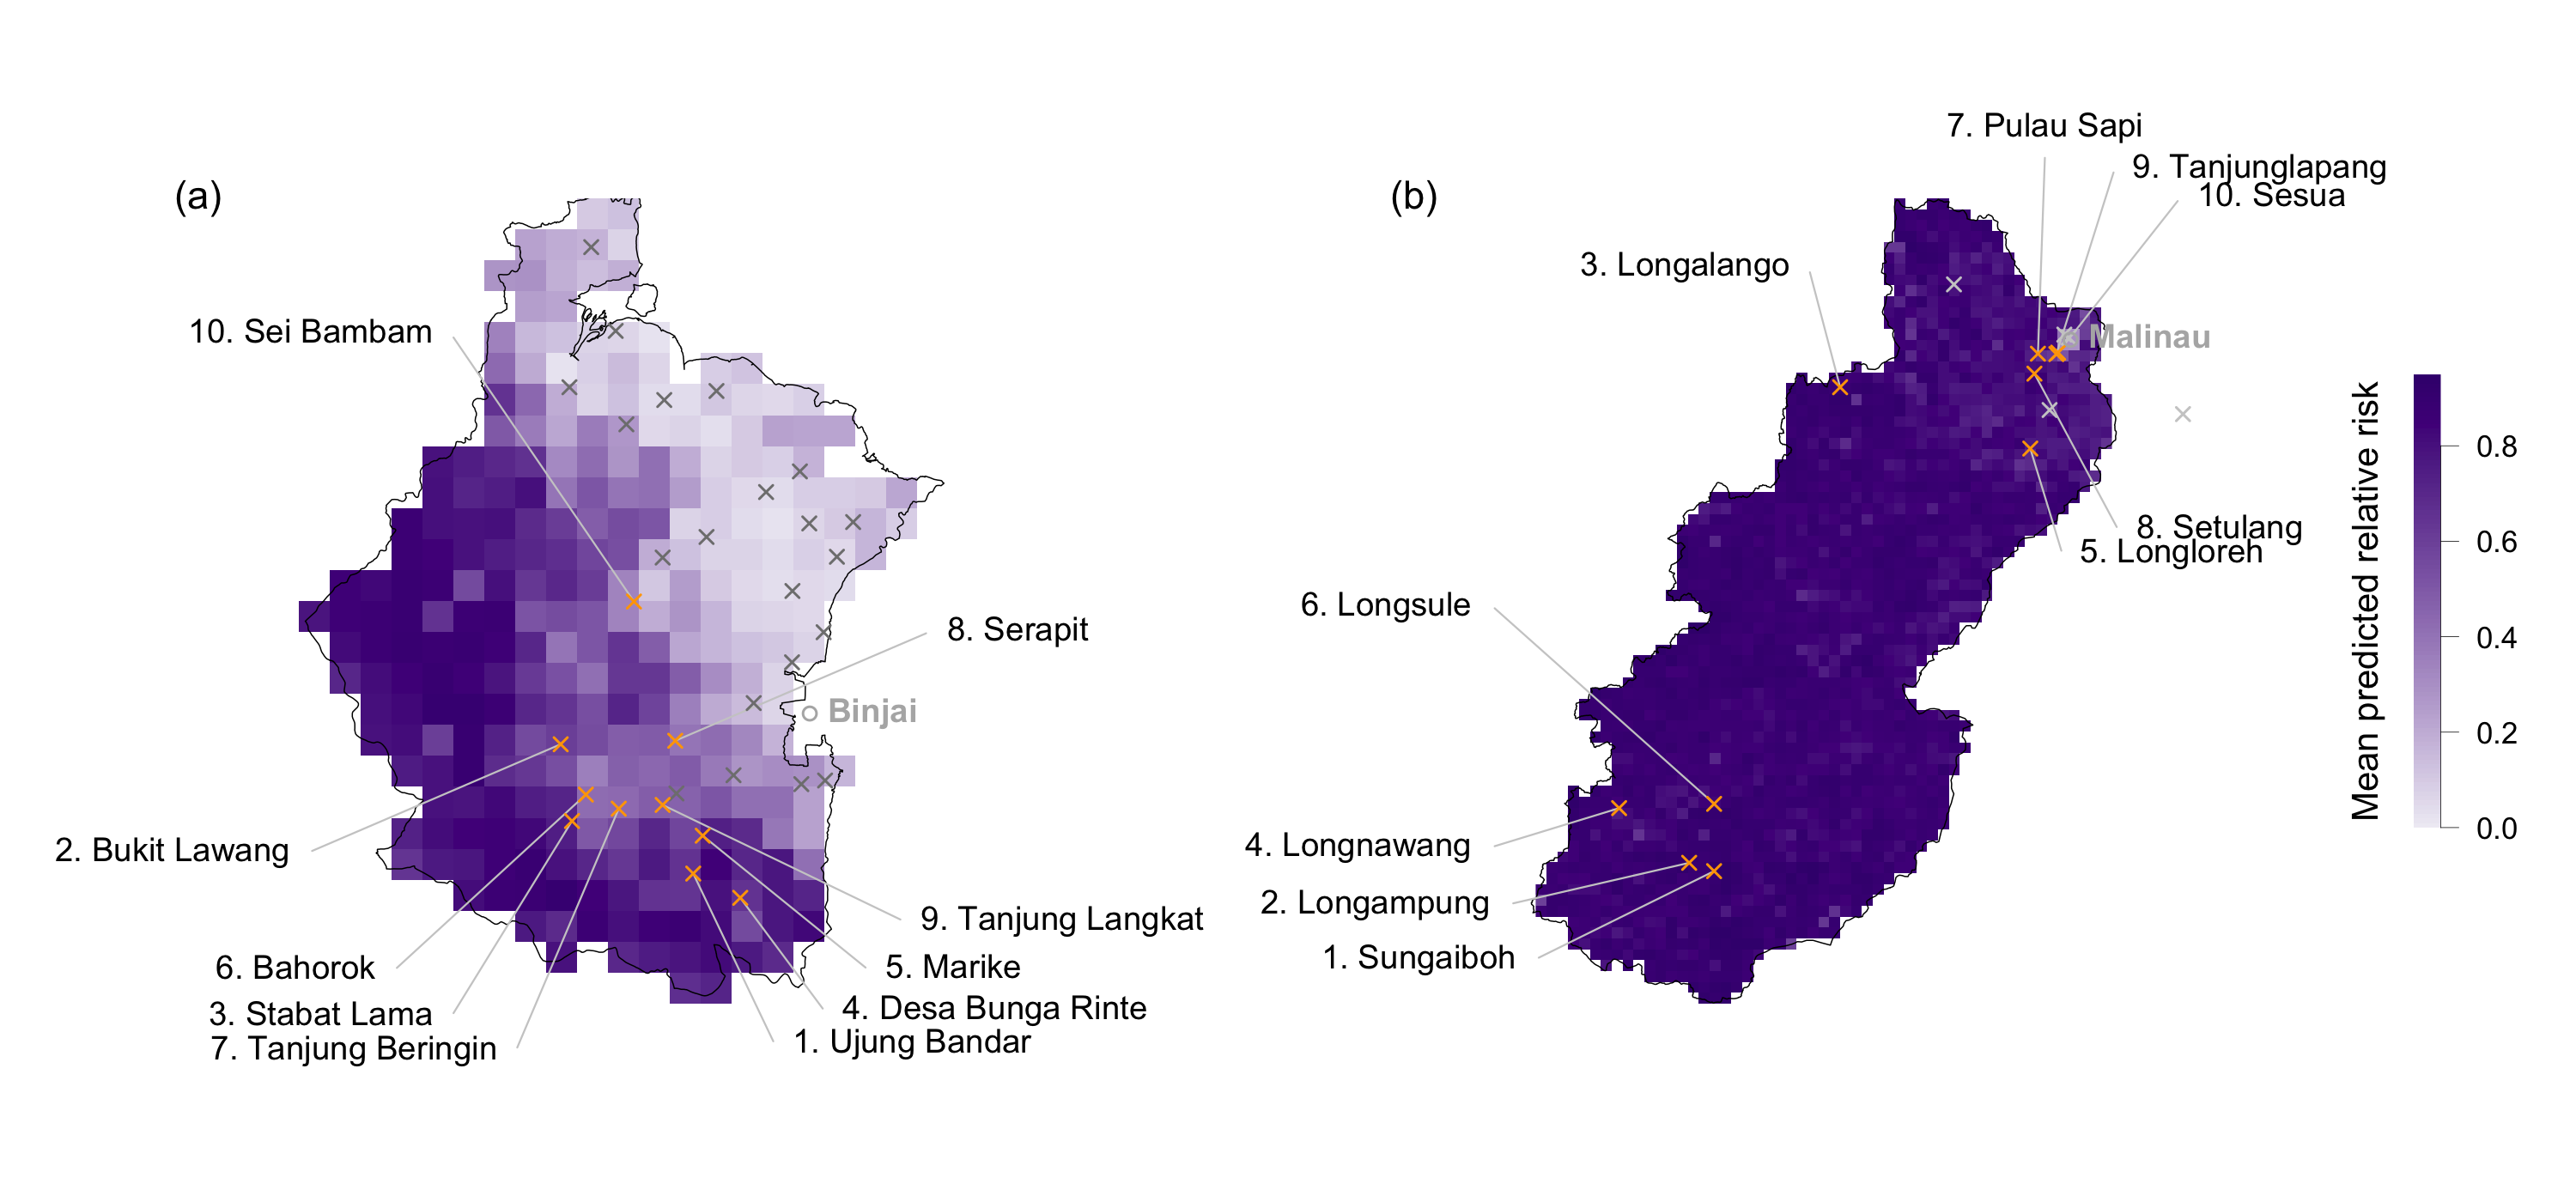 (a)
10. Sei Bambam
8. Serapit
Binjai
2. Bukit Lawang
9. Tanjung Langkat
6. Bahorok
5. Marike
3. Stabat Lama
4. Desa Bunga Rinte
7. Tanjung Beringin
1. Ujung Bandar
(b)
7. Pulau Sapi
9. Tanjunglapang
10. Sesua
3. Longalango
Malinau
8. Setulang
5. Longloreh
6. Longsule
4. Longnawang
2. Longampung
1. Sungaiboh
Mean predicted relative risk
0.8
0.6
0.4
0.2
0.0